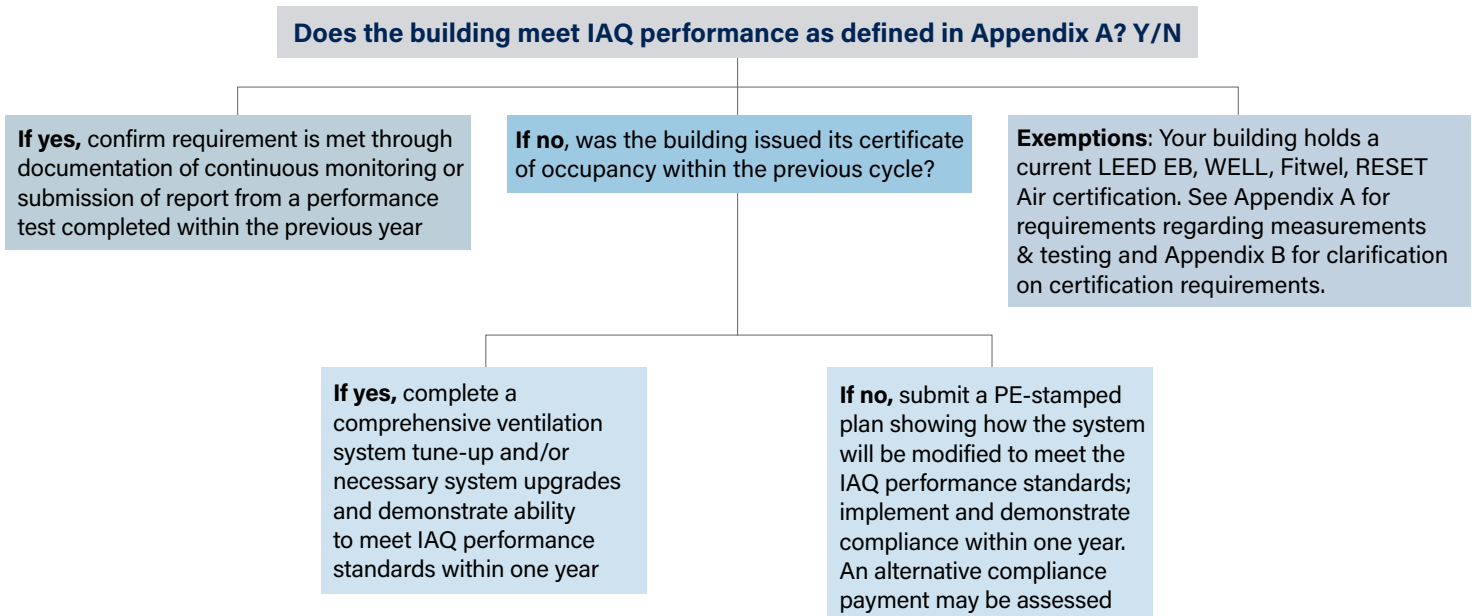 Does the building meet IAQ performance as defined in Appendix A? Y/N
If yes, confirm requirement is met through
documentation of continuous monitoring or
submission of report from a performance
test completed within the previous year
If no, was the building issued its certificate
of occupancy within the previous cycle?
Exemptions: Your building holds a
current LEED EB, WELL, Fitwel, RESET
Air certification. See Appendix A for
requirements regarding measurements
& testing and Appendix B for clarification
on certification requirements.
If yes, complete a
comprehensive ventilation
system tune-up and/or
necessary system upgrades
and demonstrate ability
to meet IAQ performance
standards within one year
If no, submit a PE-stamped
plan showing how the system
will be modified to meet the
IAQ performance standards;
implement and demonstrate
compliance within one year.
An alternative compliance
payment may be assessed